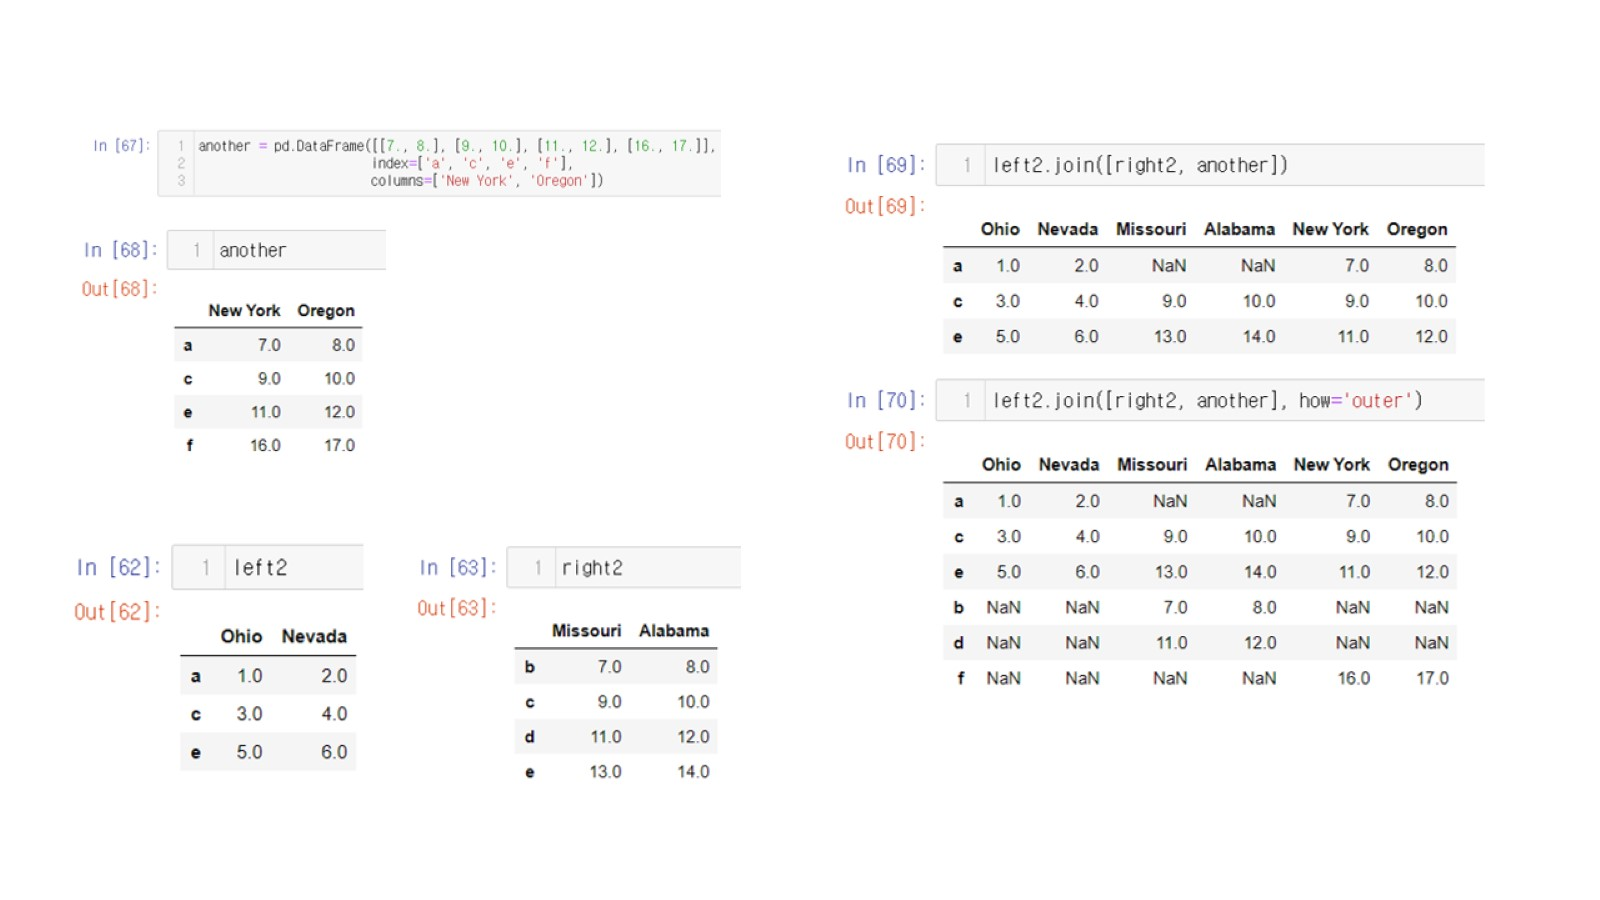 In [67]:
1 another = pd.DataFrame([[7., 8.], [9., 10.], [11., 12.], [16., 17.]],
2 index=['a', 'c', 'e', 'f'],
3 columns=['New York', 'Oregon'])
In [68]: 1 another
Out[68]:
New York Oregon
a 7.0 8.0
c 9.0 10.0
e 11.0 12.0
f 16.0 17.0
In [62]: 1 left2
Out[62]:
Ohio Nevada
a 1.0 2.0
c 3.0 4.0
e 5.0 6.0
In [63]: 1 right2
Out[63]:
Missouri Alabama
b 7.0 8.0
c 9.0 10.0
d 11.0 12.0
e 13.0 14.0
In [69]: 1 left2.join([right2, another])
Out[69]:
Ohio Nevada Missouri Alabama New York Oregon
a 1.0 2.0 NaN NaN 7.0 8.0
c 3.0 4.0 9.0 10.0 9.0 10.0
e 5.0 6.0 13.0 14.0 11.0 12.0
In [70]: 1 left2.join([right2, another], how='outer')
Out[70]:
Ohio Nevada Missouri Alabama New York Oregon
a 1.0 2.0 NaN NaN 7.0 8.0
c 3.0 4.0 9.0 10.0 9.0 10.0
e 5.0 6.0 13.0 14.0 11.0 12.0
b NaN NaN 7.0 8.0 NaN NaN
d NaN NaN 11.0 12.0 NaN NaN
f NaN NaN NaN NaN 16.0 17.0